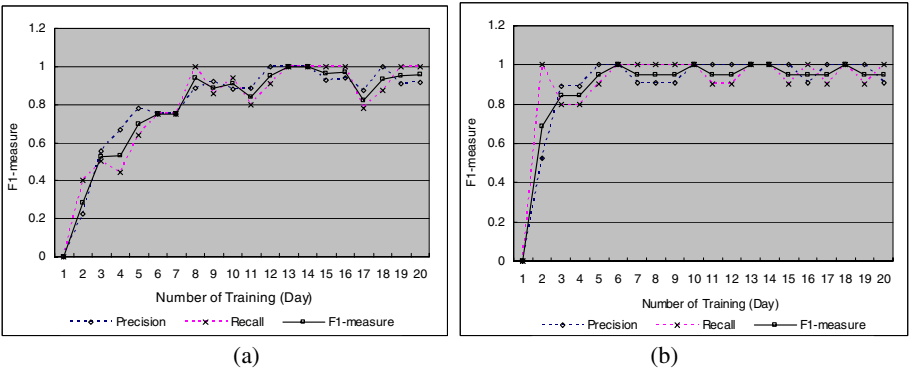 1.2
1
0.8
0.6
0.4
0.2
0
F1-measure
1 2 3 4 5 6 7 8 9 10 11 12 13 14 15 16 17 18 19 20
Number of Training (Day)
Precision Recall F1-measure
(a)
1.2
1
0.8
0.6
0.4
0.2
0
F1-measure
1 2 3 4 5 6 7 8 9 10 11 12 13 14 15 16 17 18 19 20
Number of Training (Day)
Precision Recall F1-measure
(b)